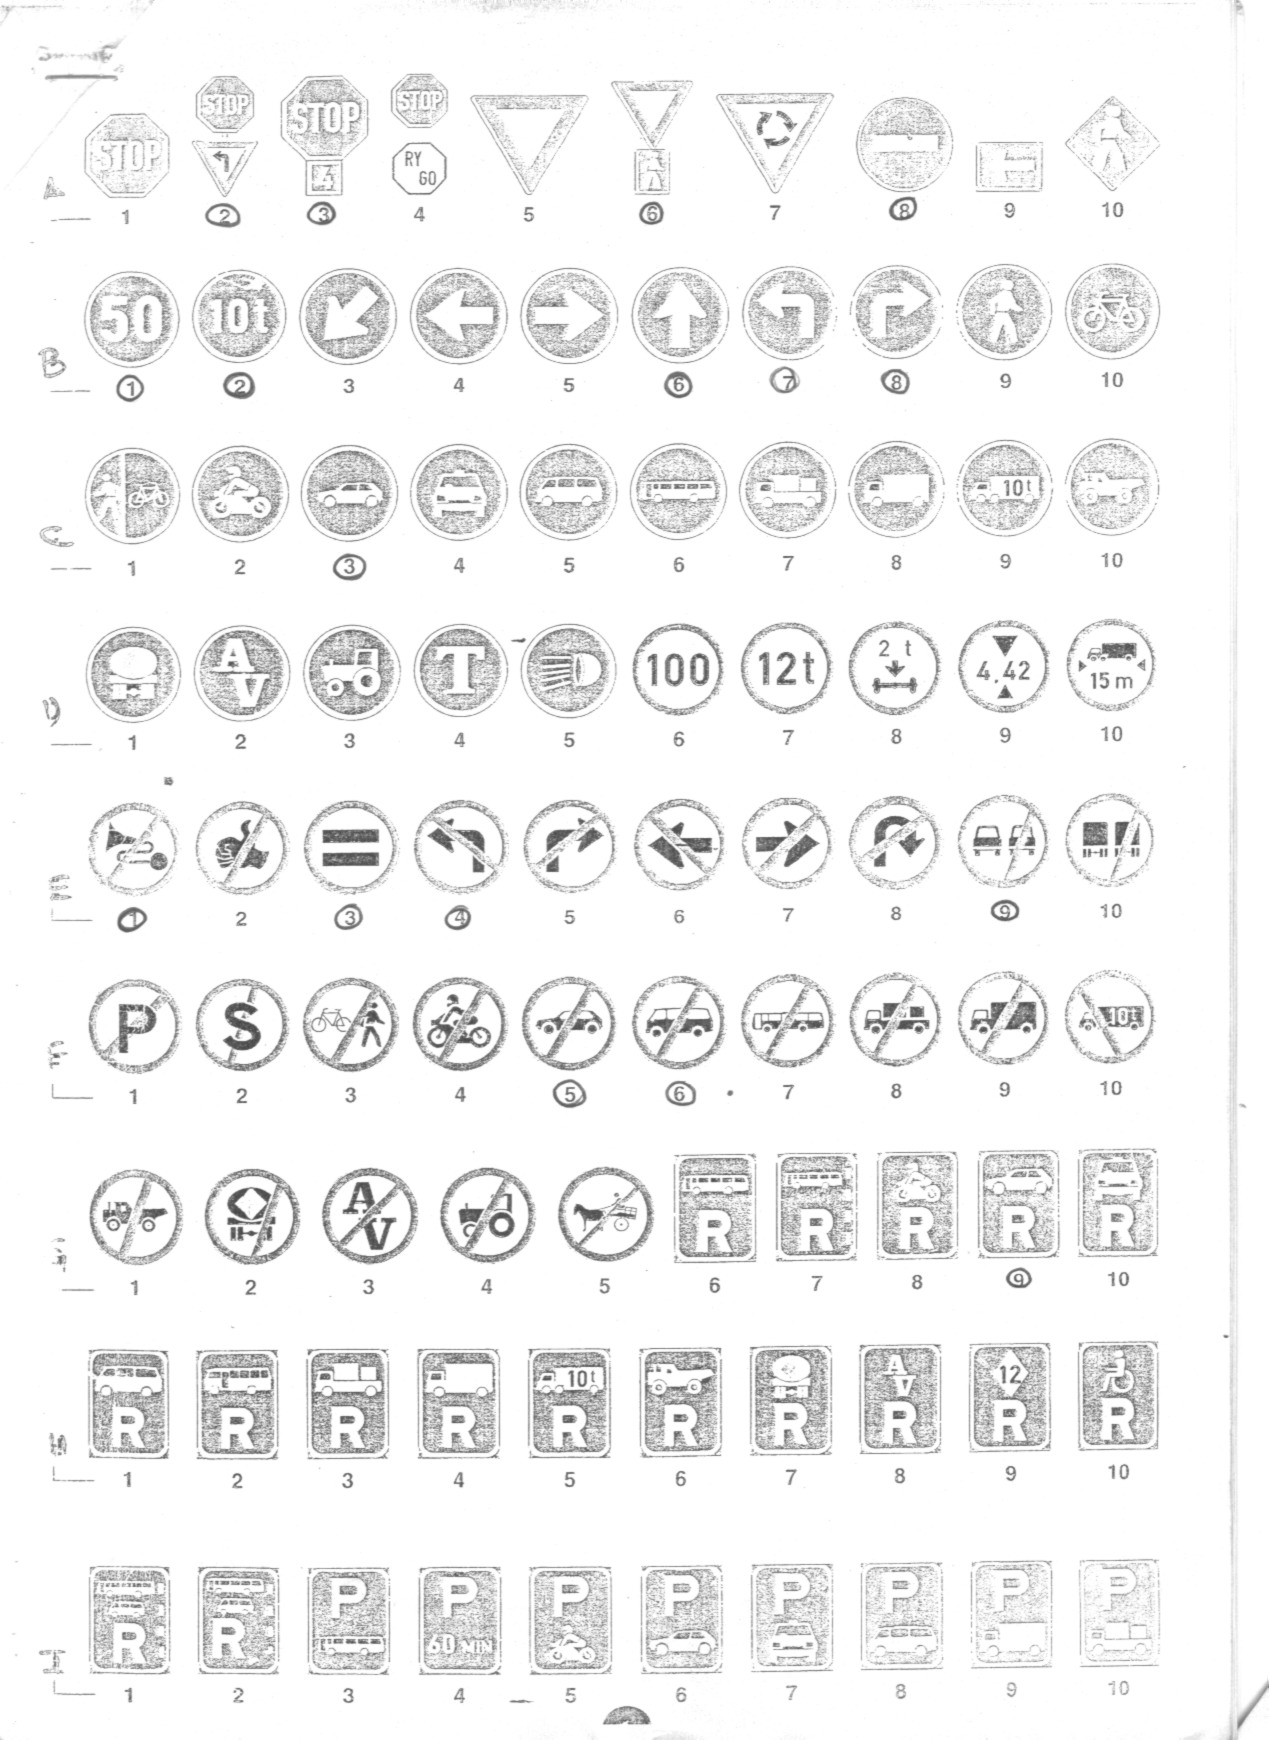 STOP STOP STOP STOP
RY
GO
A
1 2 3 4 5 6 7 8 9 10
50 10t
B
1 2 3 4 5 6 7 8 9 10
10t
C
1 2 3 4 5 6 7 8 9 10
A
V
T 100 12t 2 t 4.42 15m
D
1 2 3 4 5 6 7 8 9 10
E
1 2 3 4 5 6 7 8 9 10
P S 10t
F
1 2 3 4 5 6 7 8 9 10
A
V
R R R R R
G
1 2 3 4 5 6 7 8 9 10
10t A
V 12
R R R R R R R R R R
H
1 2 3 4 5 6 7 8 9 10
P P P P P P P P
R R 60 MIN
I
1 2 3 4 5 6 7 8 9 10